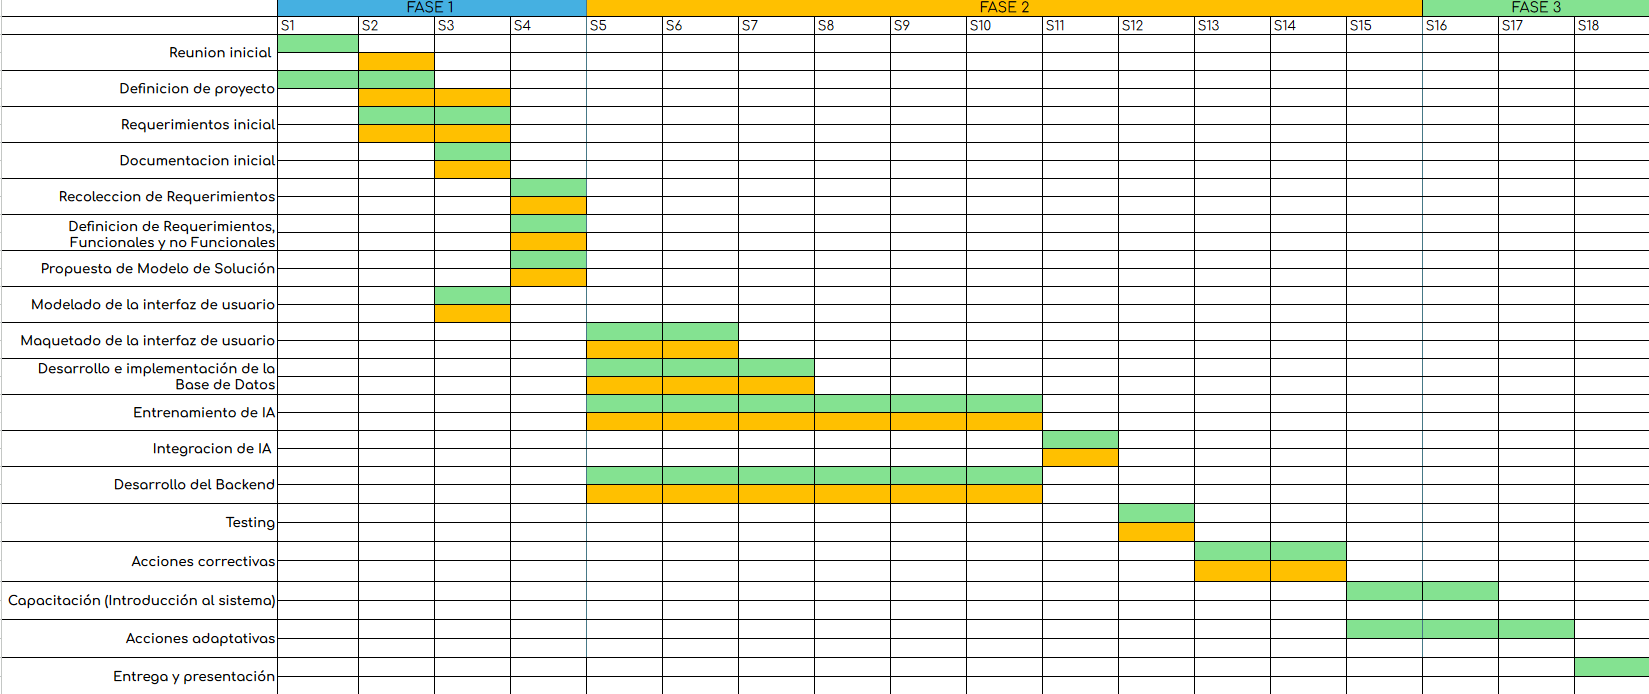 FASE 1 FASE 2 FASE 3
S1 S2 S3 S4 S5 S6 S7 S8 S9 S10 S11 S12 S13 S14 S15 S16 S17 S18
Reunion inicial
Definicion de proyecto
Requerimientos inicial
Documentacion inicial
Recoleccion de Requerimientos
Definicion de Requerimientos,
Funcionales y no Funcionales
Propuesta de Modelo de Solución
Modelado de la interfaz de usuario
Maquetado de la interfaz de usuario
Desarrollo e implementación de la
Base de Datos
Entrenamiento de IA
Integracion de IA
Desarrollo del Backend
Testing
Acciones correctivas
Capacitación (Introducción al sistema)
Acciones adaptativas
Entrega y presentación